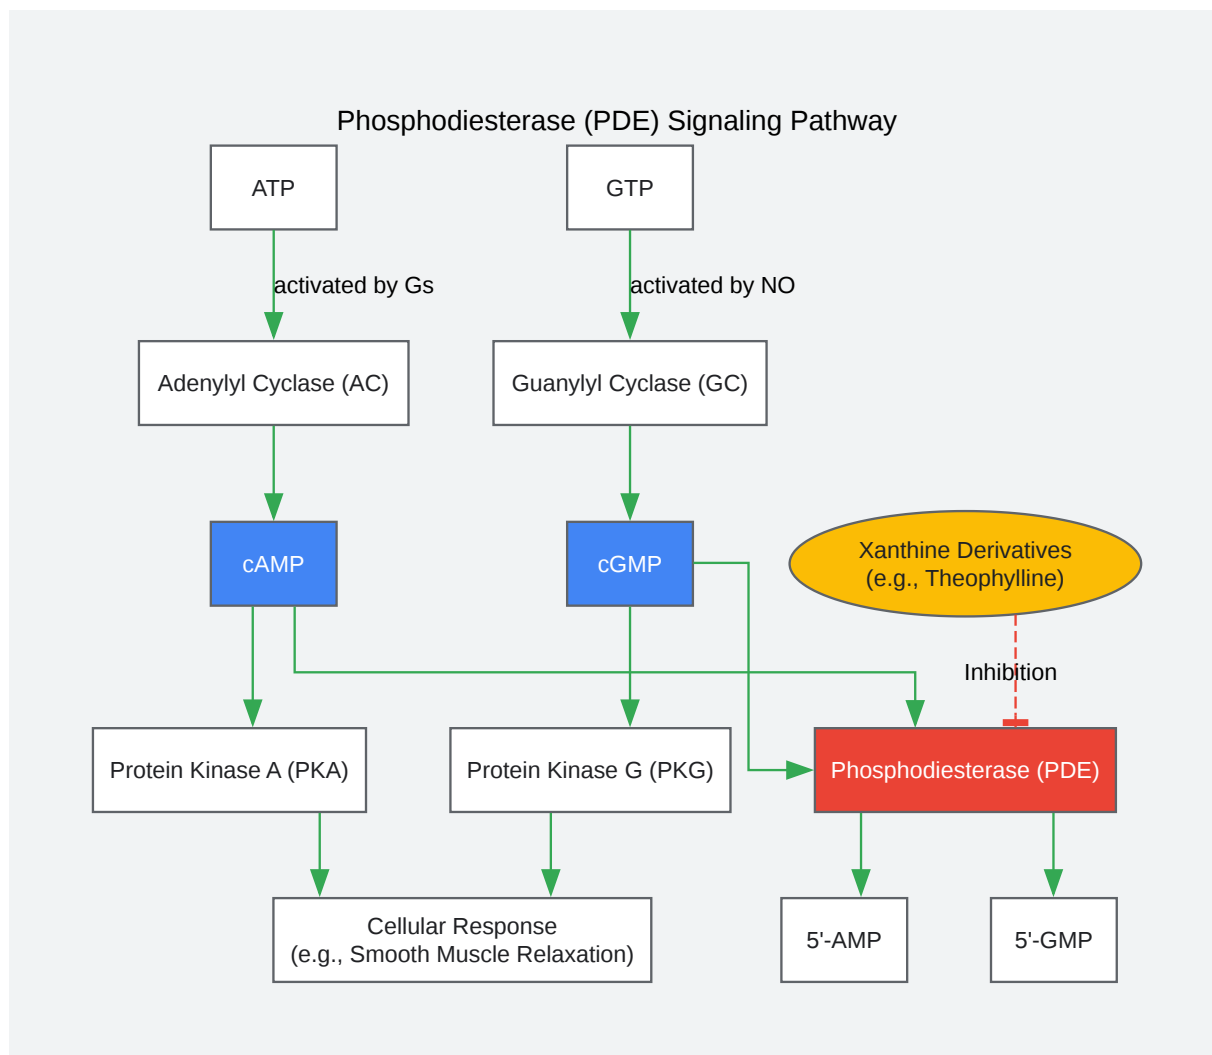 Phosphodiesterase (PDE) Signaling Pathway
ATP
GTP
activated by Gs
activated by NO
Adenylyl Cyclase (AC)
Guanylyl Cyclase (GC)
cAMP
cGMP
Xanthine Derivatives
(e.g., Theophylline)
Inhibition
Protein Kinase A (PKA)
Protein Kinase G (PKG)
Phosphodiesterase (PDE)
Cellular Response
(e.g., Smooth Muscle Relaxation)
5'-AMP
5'-GMP